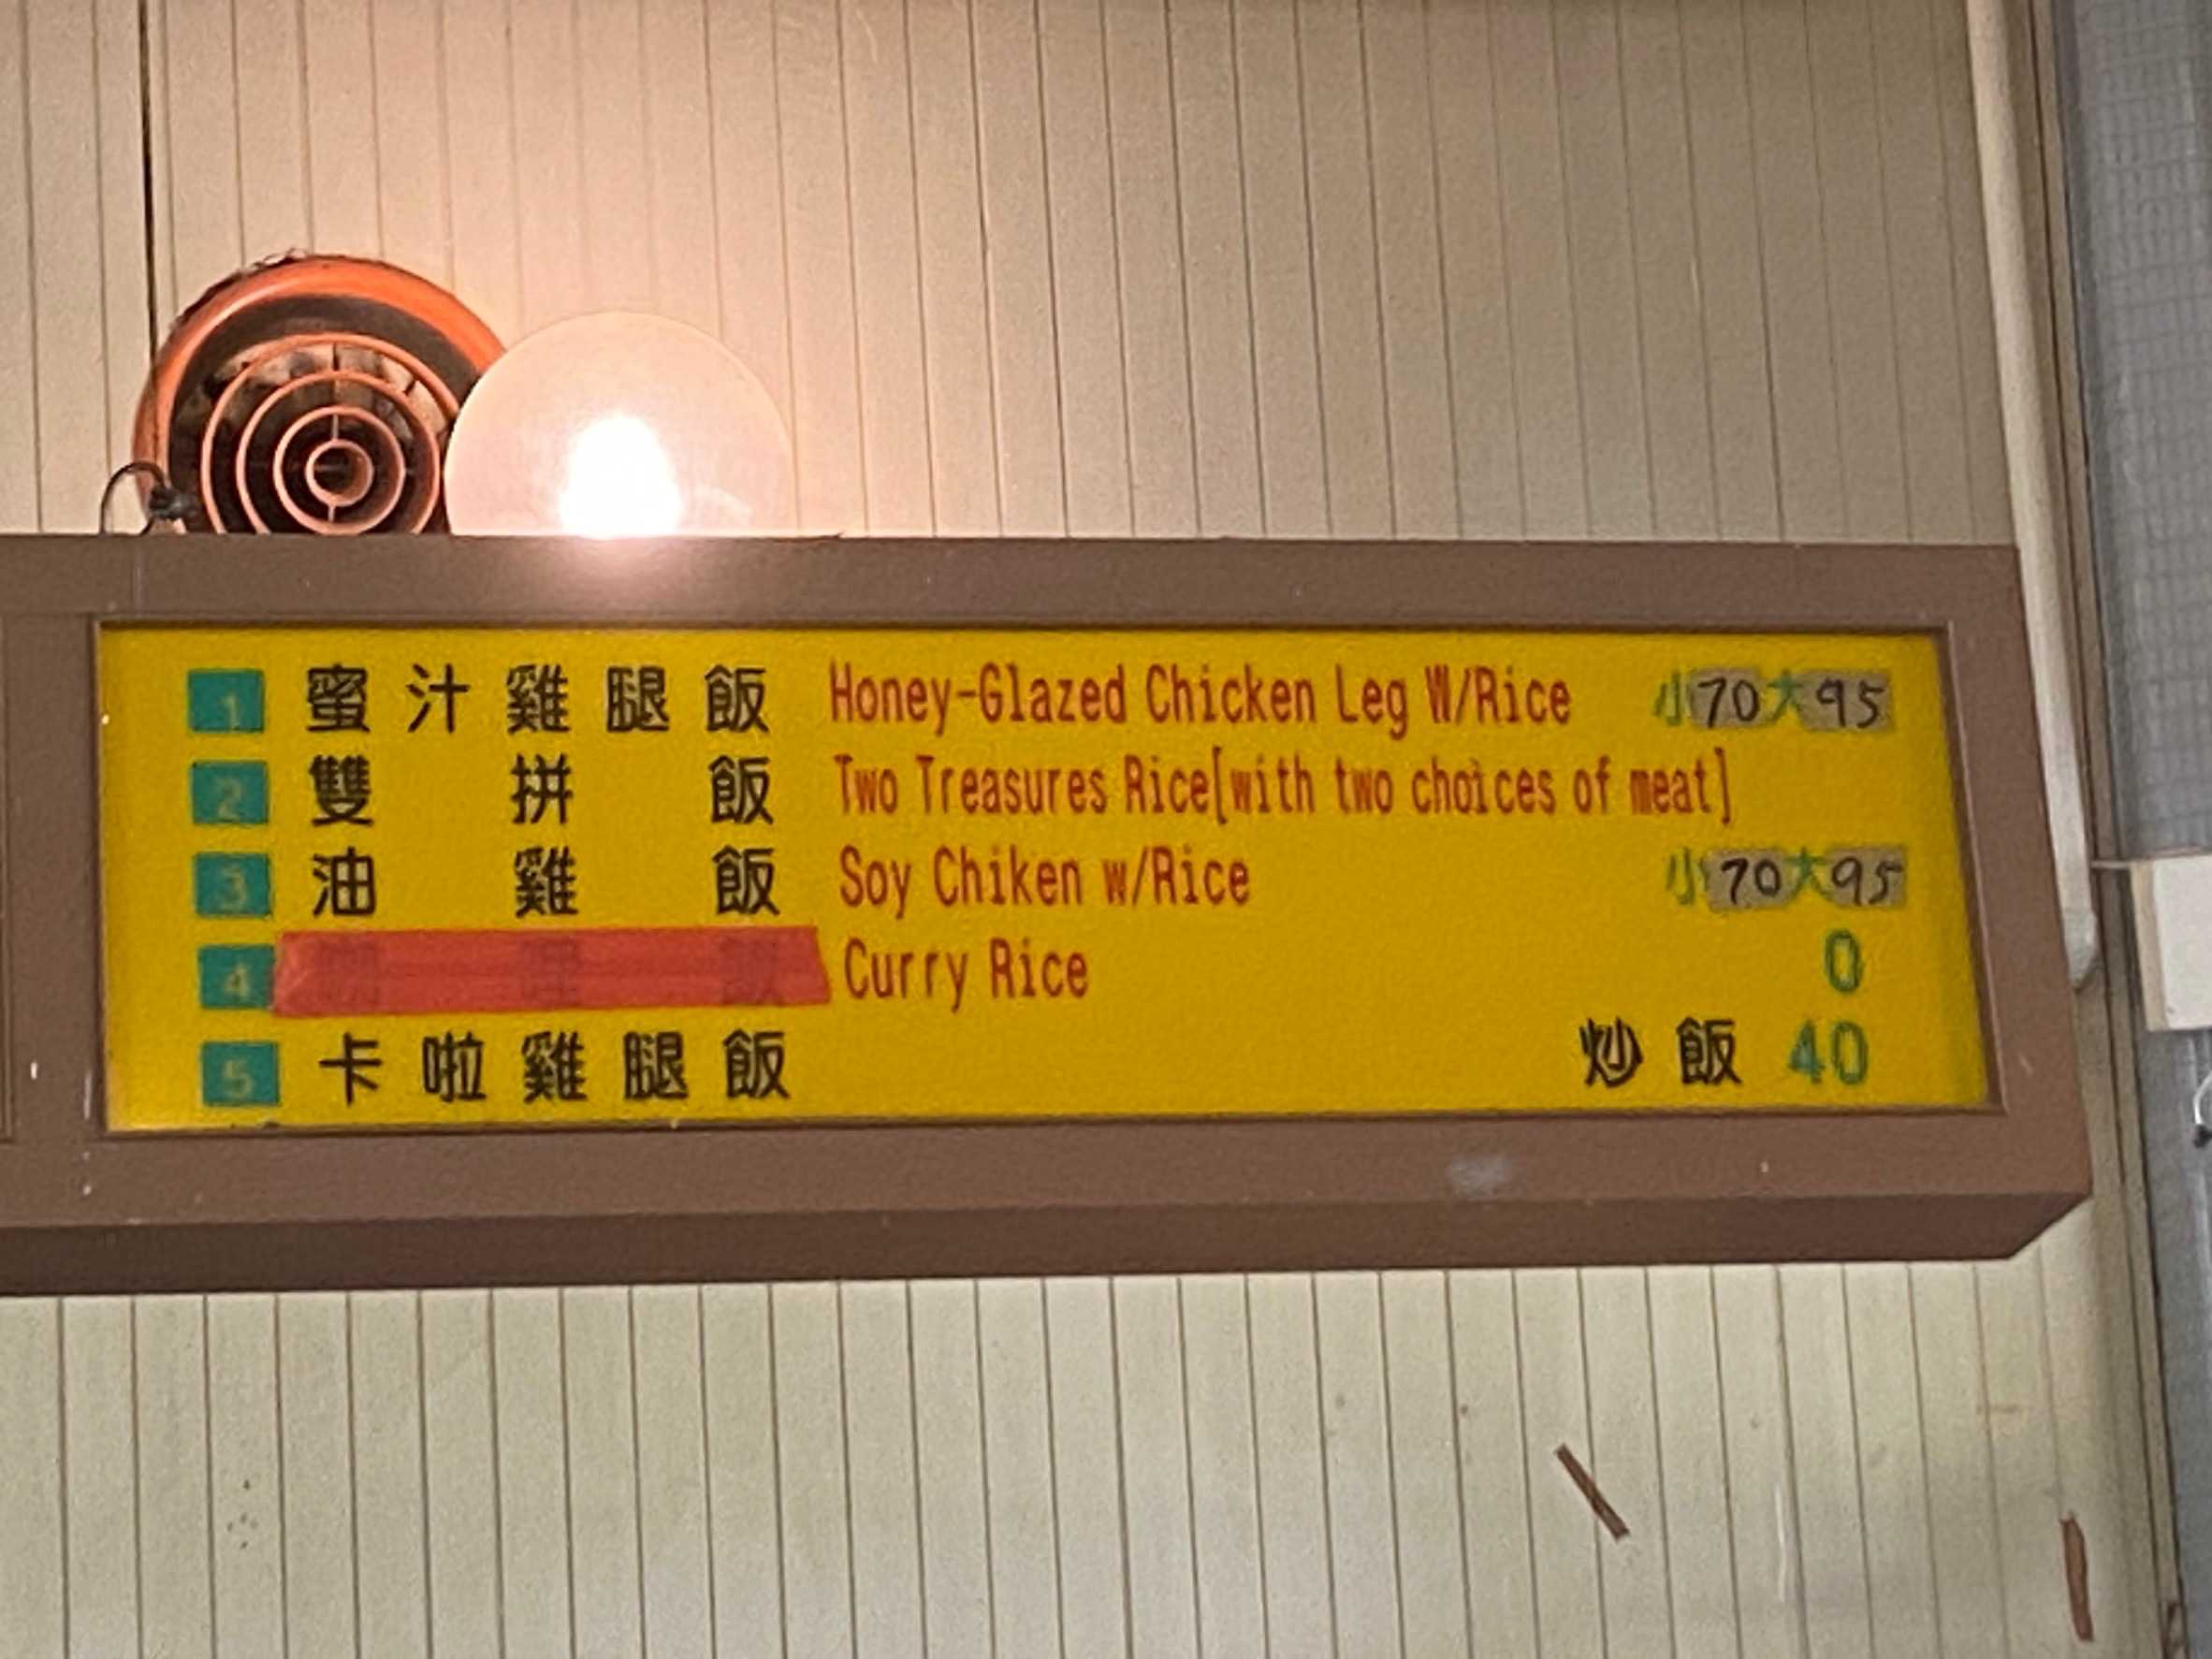 1 蜜汁雞腿飯 Honey-Glazed Chicken Leg W/Rice 小70大95
2 雙拼飯 Two Treasures Rice[with two choices of meat]
3 油雞飯 Soy Chiken w/Rice 小70大95
4 Curry Rice 0
5 卡啦雞腿飯 炒飯 40